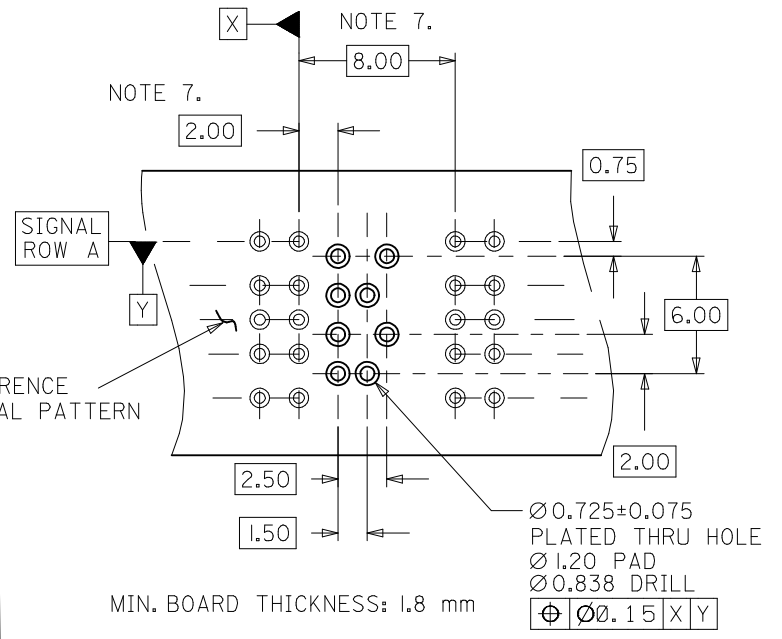 X
NOTE 7.
8.00
NOTE 7.
2.00
0.75
SIGNAL
ROW A
Y
6.00
RENCE
AL PATTERN
2.00
2.50
1.50
Ø0.725±0.075
PLATED THRU HOLE
Ø1.20 PAD
Ø0.838 DRILL
⌖ Ø0.15 X Y
MIN. BOARD THICKNESS: 1.8 mm